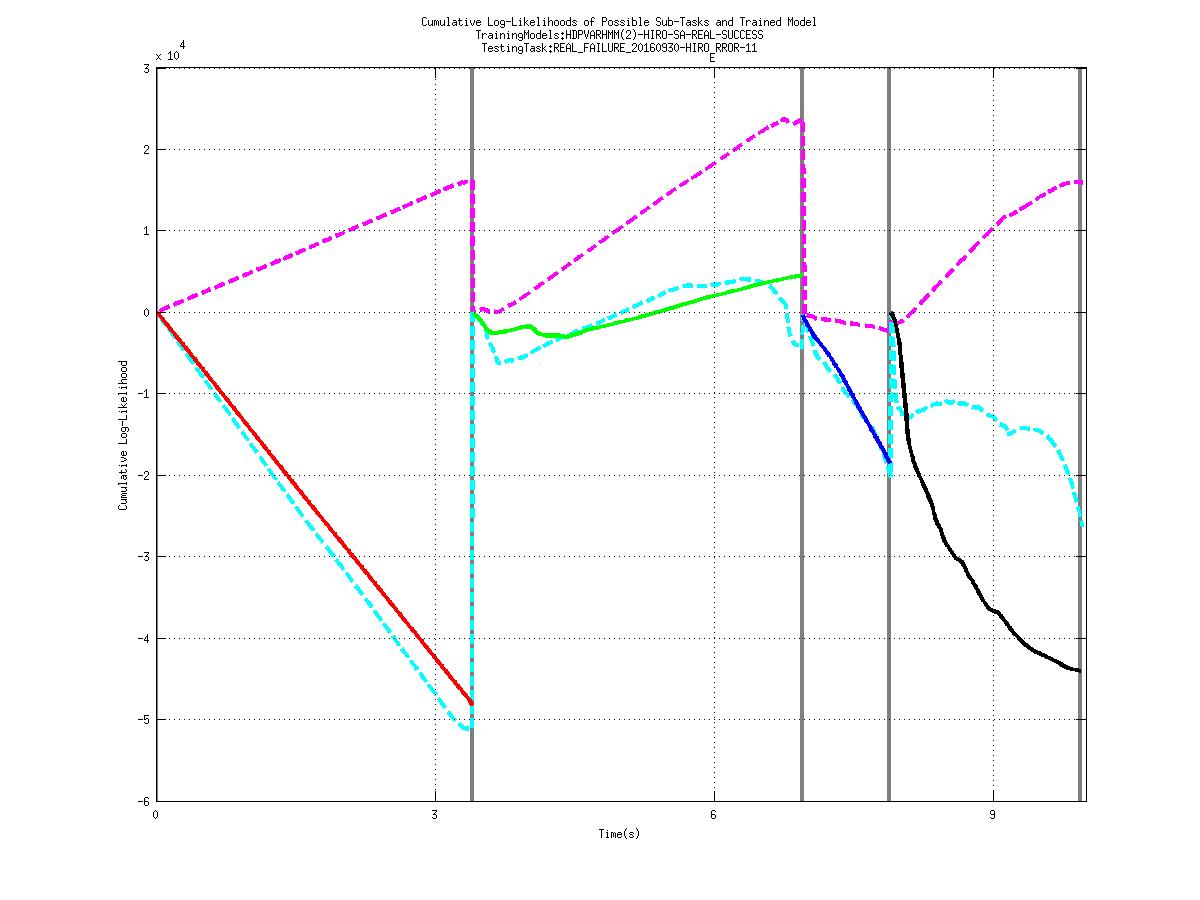 Cumulative Log-Likelihoods of Possible Sub-Tasks and Trained Model
TrainingModels:HDPVARHMM(2)-HIRO-SA-REAL-SUCCESS
TestingTask:REAL_FAILURE_20160930-HIRO_RROR-11
E
x 10^4
3
2
1
0
-1
-2
-3
-4
-5
-6
Cumulative Log-Likelihood
0 3 6 9
Time(s)